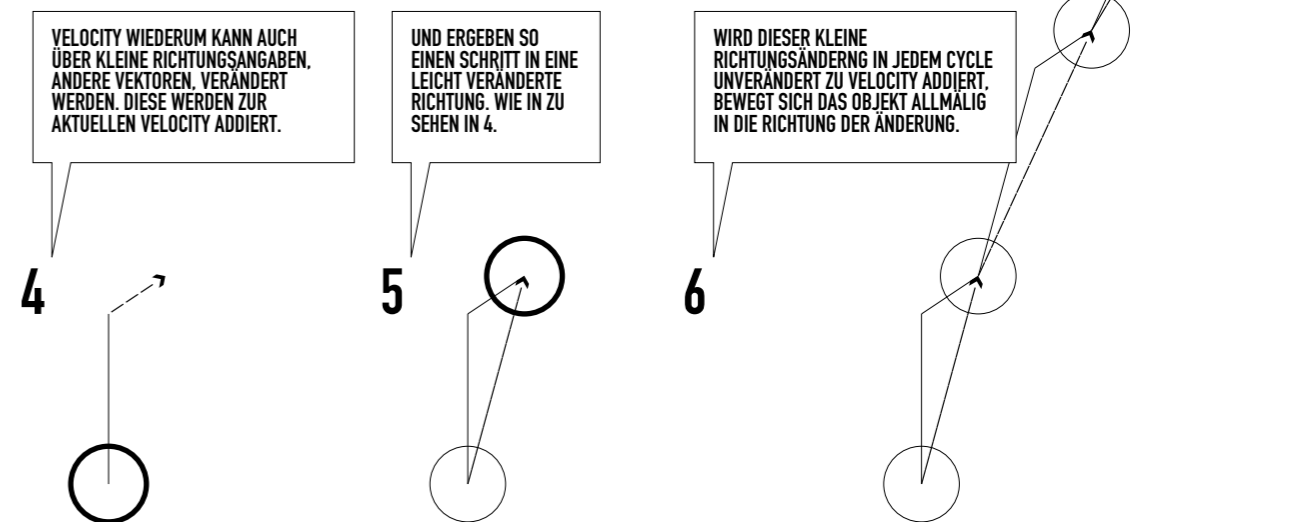 VELOCITY WIEDERUM KANN AUCH
ÜBER KLEINE RICHTUNGSANGABEN,
ANDERE VEKTOREN, VERÄNDERT
WERDEN. DIESE WERDEN ZUR
AKTUELLEN VELOCITY ADDIERT.
4
UND ERGEBEN SO
EINEN SCHRITT IN EINE
LEICHT VERÄNDERTE
RICHTUNG. WIE IN ZU
SEHEN IN 4.
5
WIRD DIESER KLEINE
RICHTUNGSÄNDERNG IN JEDEM CYCLE
UNVERÄNDERT ZU VELOCITY ADDIERT,
BEWEGT SICH DAS OBJEKT ALLMÄLIG
IN DIE RICHTUNG DER ÄNDERUNG.
6